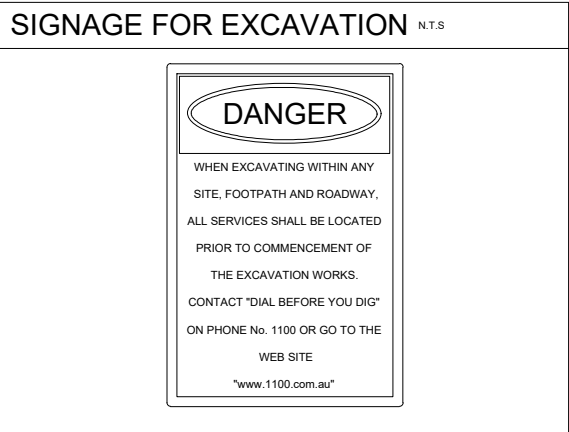 SIGNAGE FOR EXCAVATION N.T.S
DANGER
WHEN EXCAVATING WITHIN ANY
SITE, FOOTPATH AND ROADWAY,
ALL SERVICES SHALL BE LOCATED
PRIOR TO COMMENCEMENT OF
THE EXCAVATION WORKS.
CONTACT "DIAL BEFORE YOU DIG"
ON PHONE No. 1100 OR GO TO THE
WEB SITE
"www.1100.com.au"